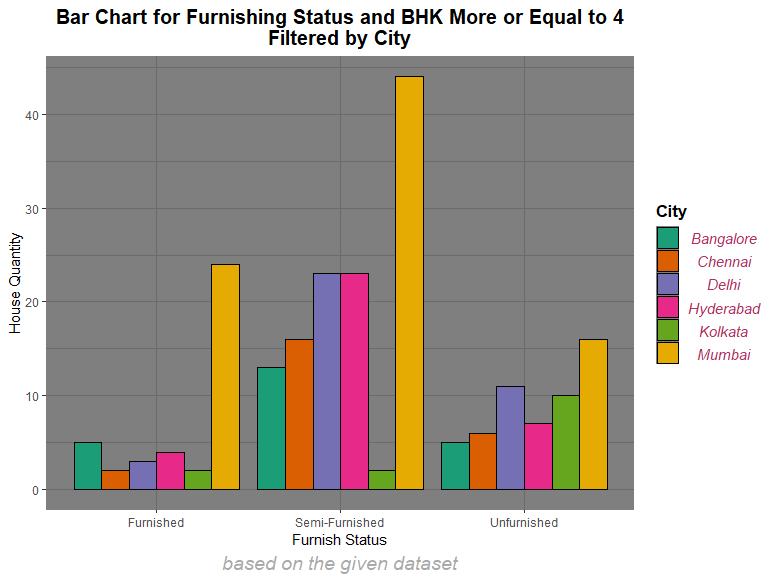 Bar Chart for Furnishing Status and BHK More or Equal to 4
Filtered by City
House Quantity
40
30
20
10
0
Furnished
Semi-Furnished
Unfurnished
Furnish Status
based on the given dataset
City
Bangalore
Chennai
Delhi
Hyderabad
Kolkata
Mumbai